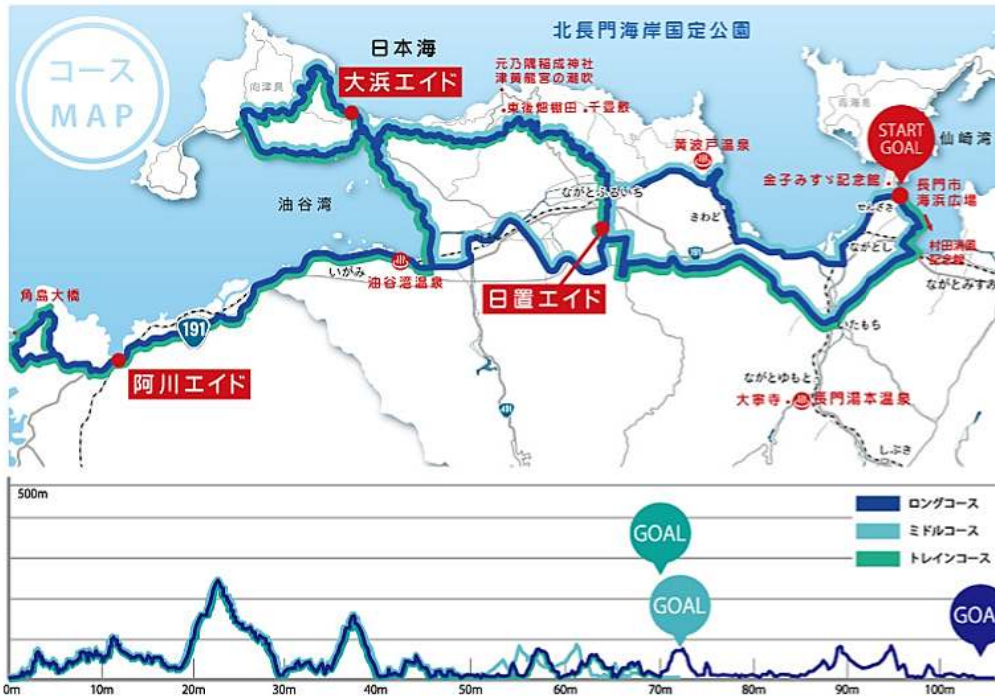 コース
MAP
北長門海岸国定公園
日本海
大浜エイド
向津具
元乃隅稲成神社
津黄龍宮の潮吹
東後畑棚田
千畳敷
青海島
黄波戸温泉
START
GOAL
仙崎湾
金子みすゞ記念館
長門市
海浜広場
せんざき
油谷湾
ながとふるいち
きわど
ながとし
村田清風
記念館
いがみ
油谷湾温泉
日置エイド
191
ながとみすみ
角島大橋
191
いたもち
阿川エイド
ながとゆもと
大寧寺
長門湯本温泉
491
しぶき
500m
ロングコース
ミドルコース
トレインコース
GOAL
GOAL
GOA
0m
10m
20m
30m
40m
50m
60m
70m
80m
90m
100m